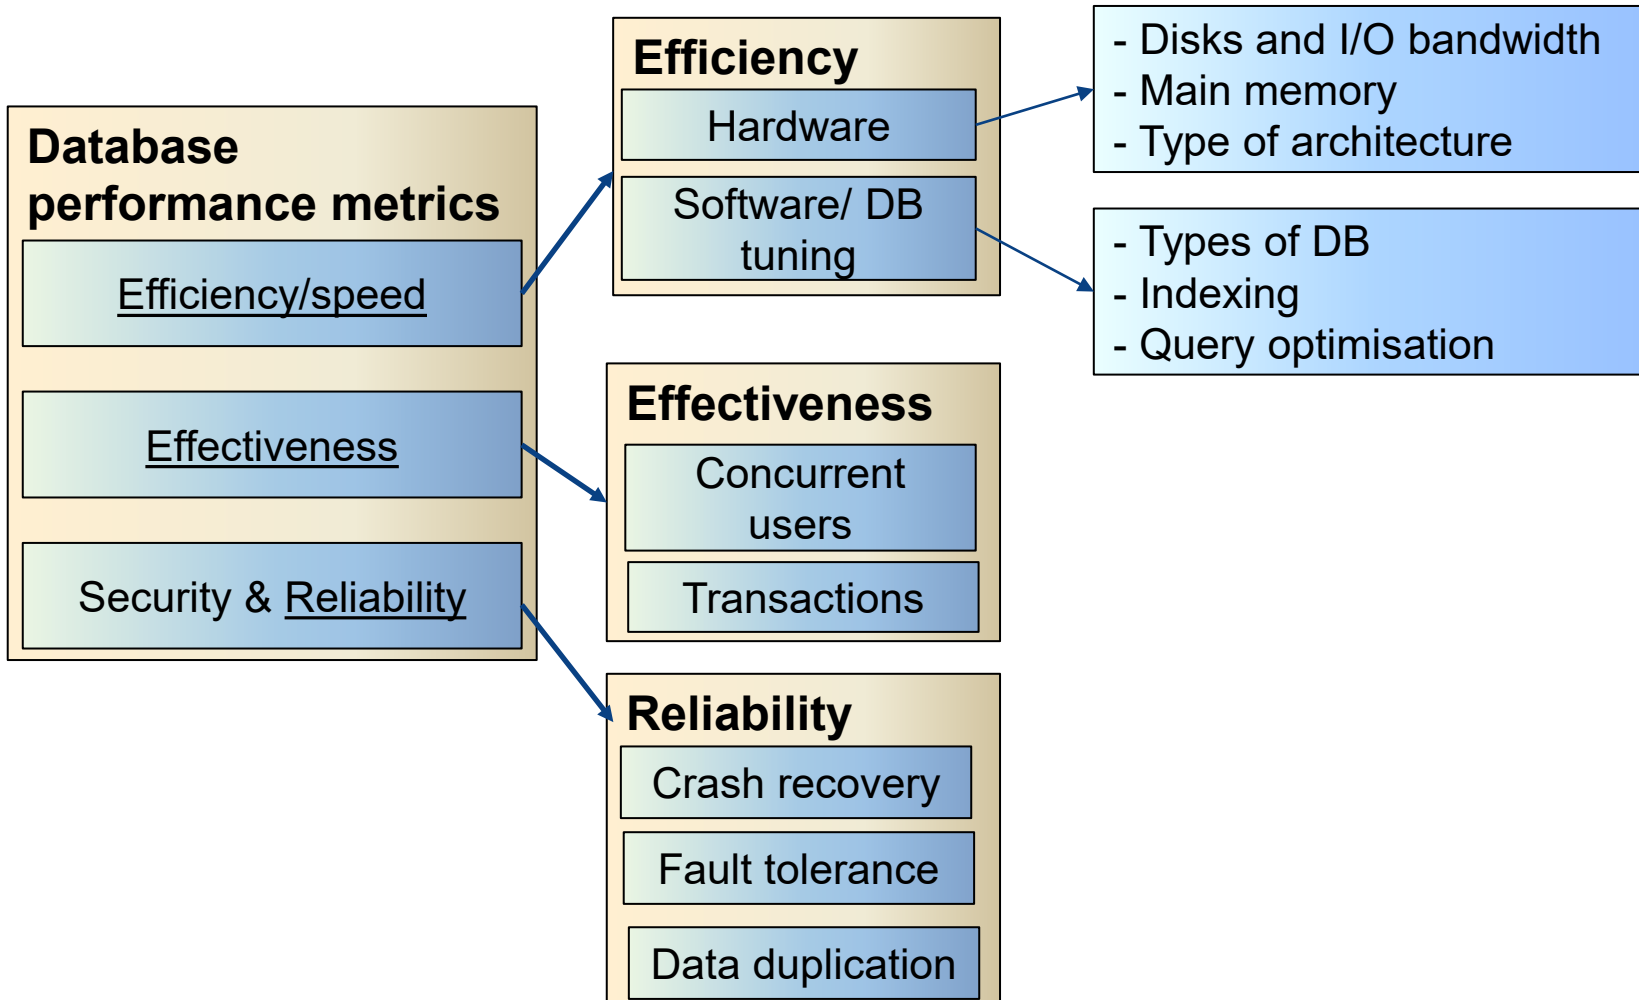 Database
performance metrics
Efficiency/speed
Effectiveness
Security & Reliability
Efficiency
Hardware
Software/ DB
tuning
- Disks and I/O bandwidth
- Main memory
- Type of architecture
- Types of DB
- Indexing
- Query optimisation
Effectiveness
Concurrent
users
Transactions
Reliability
Crash recovery
Fault tolerance
Data duplication